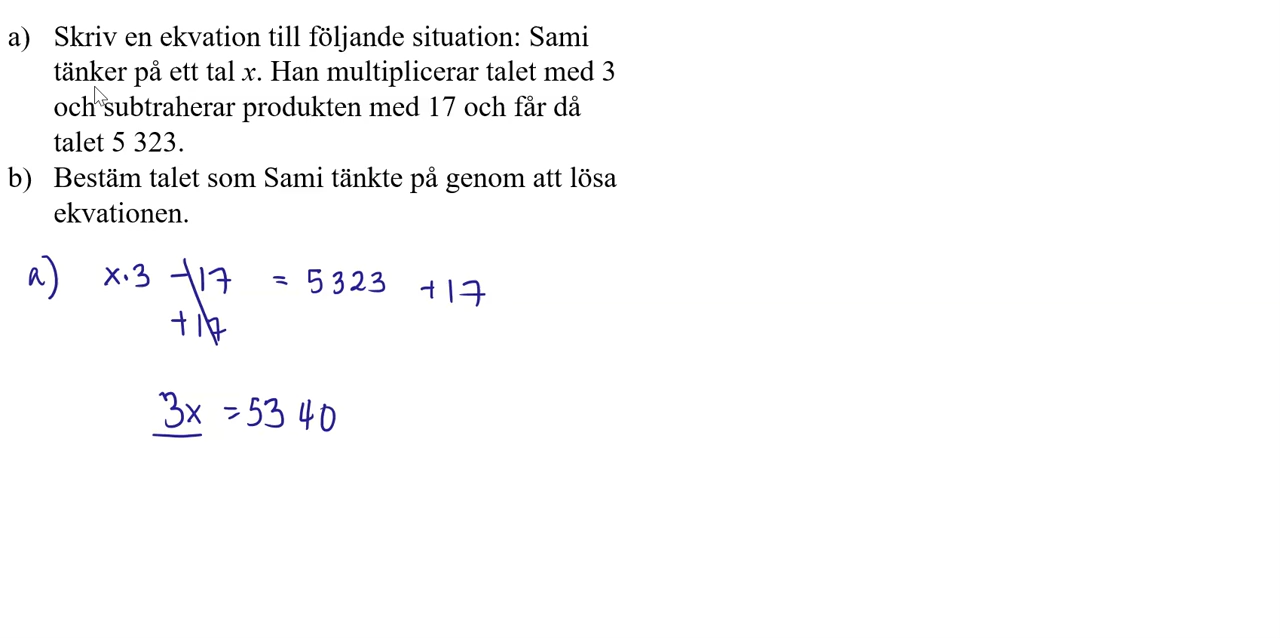 a) Skriv en ekvation till följande situation: Sami
tänker på ett tal x. Han multiplicerar talet med 3
och subtraherar produkten med 17 och får då
talet 5 323.
b) Bestäm talet som Sami tänkte på genom att lösa
ekvationen.
a) x·3 -17 = 5323 +17
+17
3x = 5340